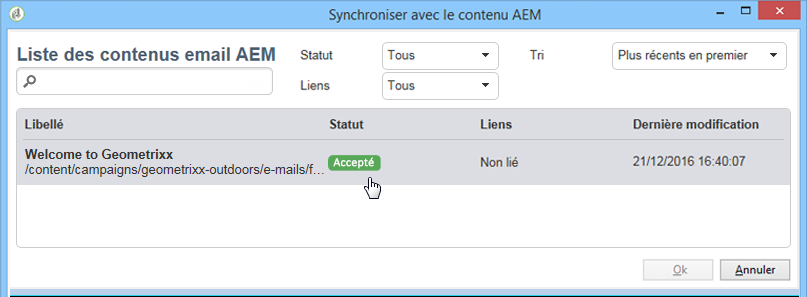 Synchroniser avec le contenu AEM
Liste des contenus email AEM
Statut
Tous
Tri
Plus récents en premier
Liens
Tous
Libellé
Statut
Liens
Dernière modification
Welcome to Geometrixx
Accepté
Non lié
21/12/2016 16:40:07
/content/campaigns/geometrixx-outdoors/e-mails/f...
Ok
Annuler